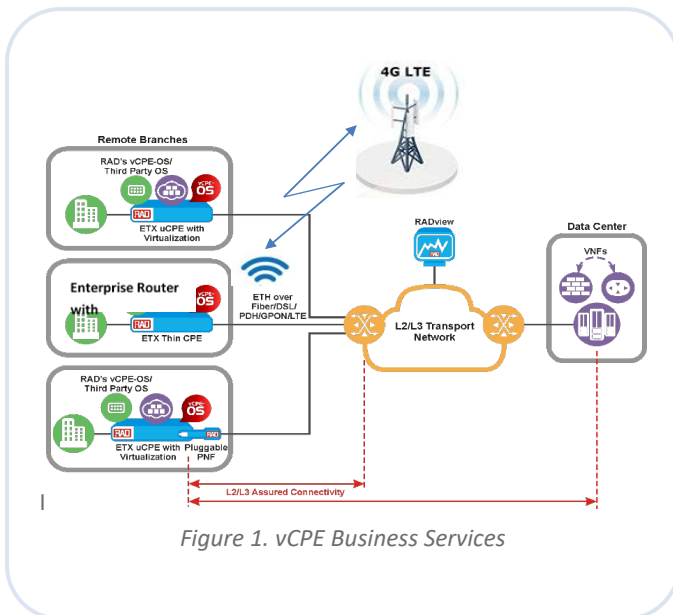 4G LTE
Remote Branches
RAD's vCPE-OS/
Third Party OS
vCPE-
OS
RAD
ETX uCPE with
Virtualization
Enterprise Router
with
OS
RAD
ETX Thin CPE
RAD's vCPE-OS/
Third Party OS
vCPE-
OS
RAD
RAD
ETX uCPE with
Virtualization
Pluggable
PNF
ETH over
Fiber/DSL/
PDH/GPON/LTE
RADview
RAD
L2/L3 Transport
Network
Data Center
VNFs
L2/L3 Assured Connectivity
Figure 1. vCPE Business Services